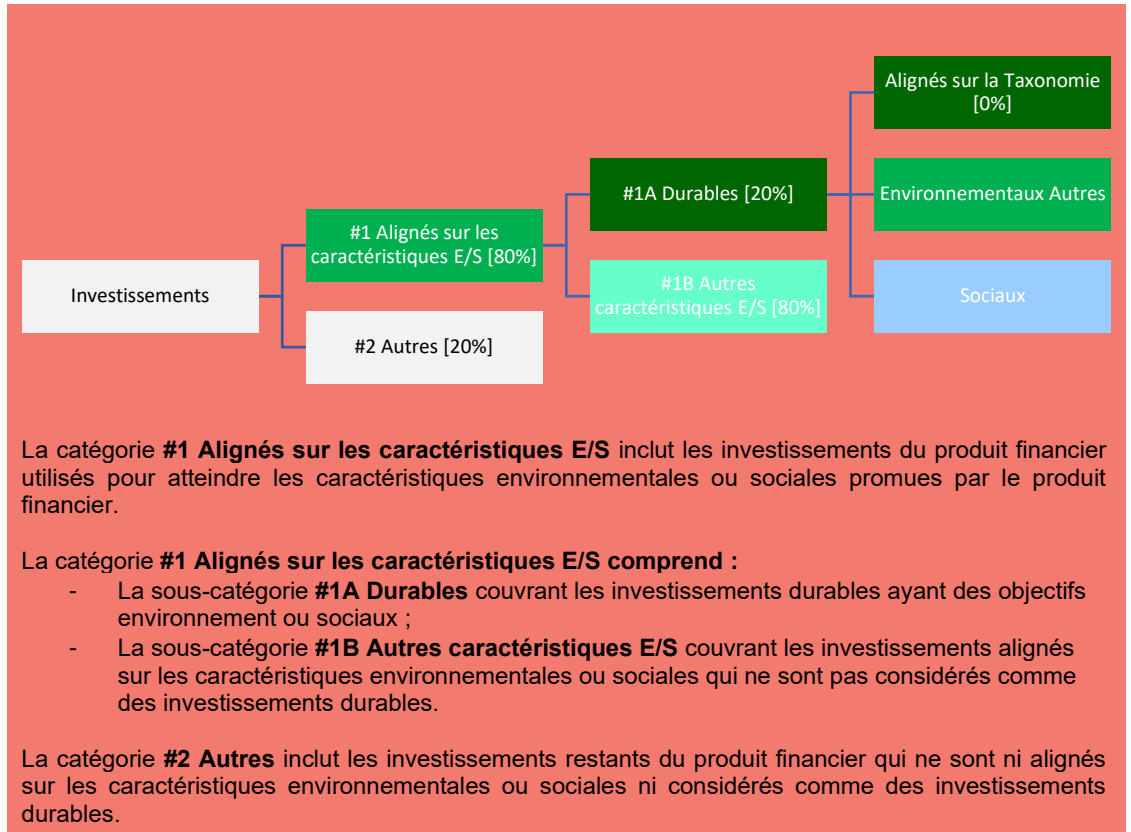 Alignés sur la Taxonomie
[0%]
#1A Durables [20%]
Environnementaux Autres
#1 Alignés sur les
caractéristiques E/S [80%]
Investissements
#1B Autres
caractéristiques E/S [80%]
Sociaux
#2 Autres [20%]
La catégorie #1 Alignés sur les caractéristiques E/S inclut les investissements du produit financier
utilisés pour atteindre les caractéristiques environnementales ou sociales promues par le produit
financier.
La catégorie #1 Alignés sur les caractéristiques E/S comprend :
- La sous-catégorie #1A Durables couvrant les investissements durables ayant des objectifs
environnement ou sociaux ;
- La sous-catégorie #1B Autres caractéristiques E/S couvrant les investissements alignés
sur les caractéristiques environnementales ou sociales qui ne sont pas considérés comme
des investissements durables.
La catégorie #2 Autres inclut les investissements restants du produit financier qui ne sont ni alignés
sur les caractéristiques environnementales ou sociales ni considérés comme des investissements
durables.